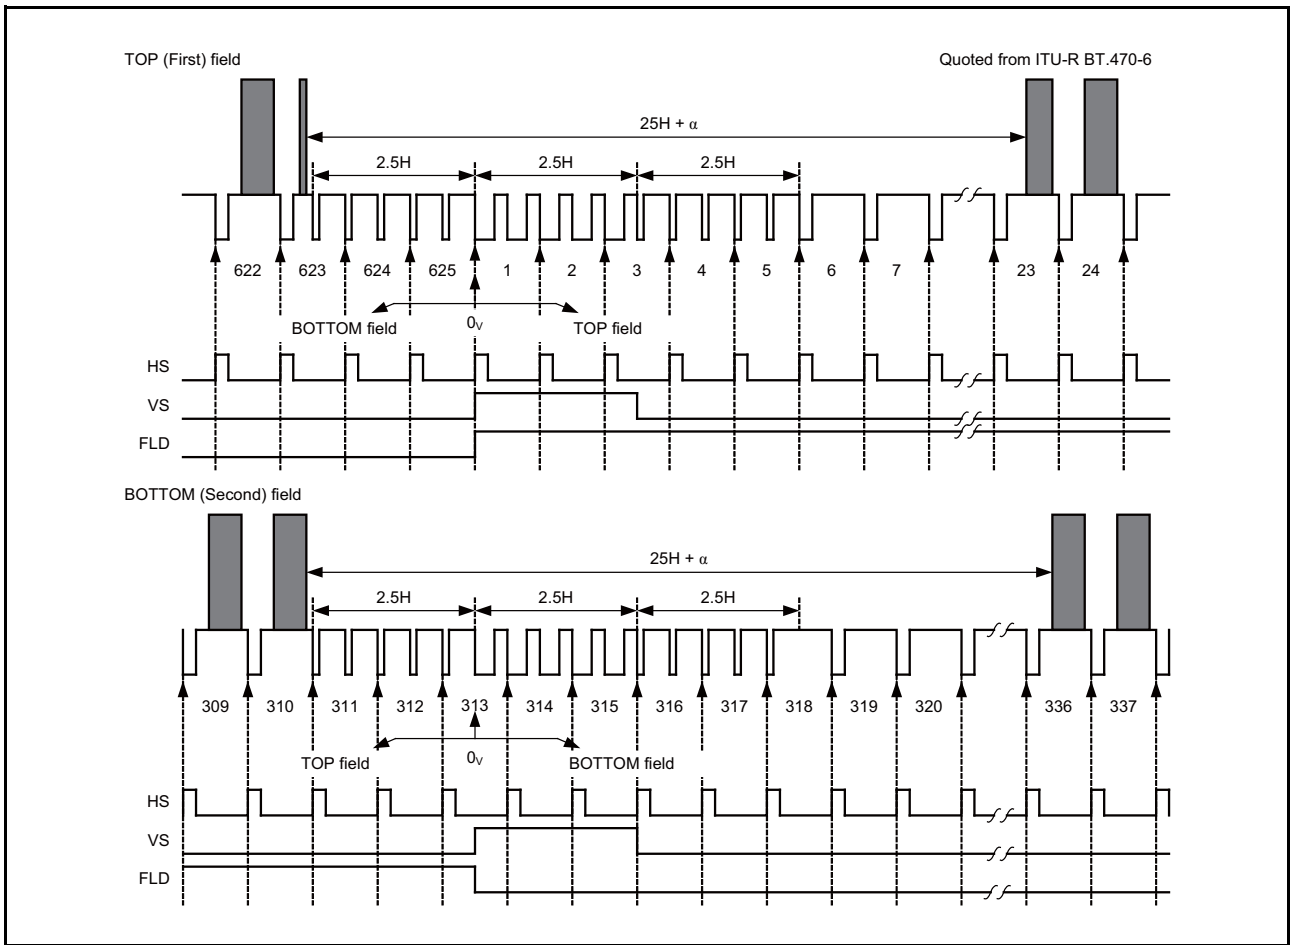 TOP (First) field
Quoted from ITU-R BT.470-6
25H + α
2.5H 2.5H 2.5H
622 623 624 625 1 2 3 4 5 6 7 23 24
BOTTOM field 0V TOP field
HS
VS
FLD
BOTTOM (Second) field
25H + α
2.5H 2.5H 2.5H
309 310 311 312 313 314 315 316 317 318 319 320 336 337
TOP field 0V BOTTOM field
HS
VS
FLD